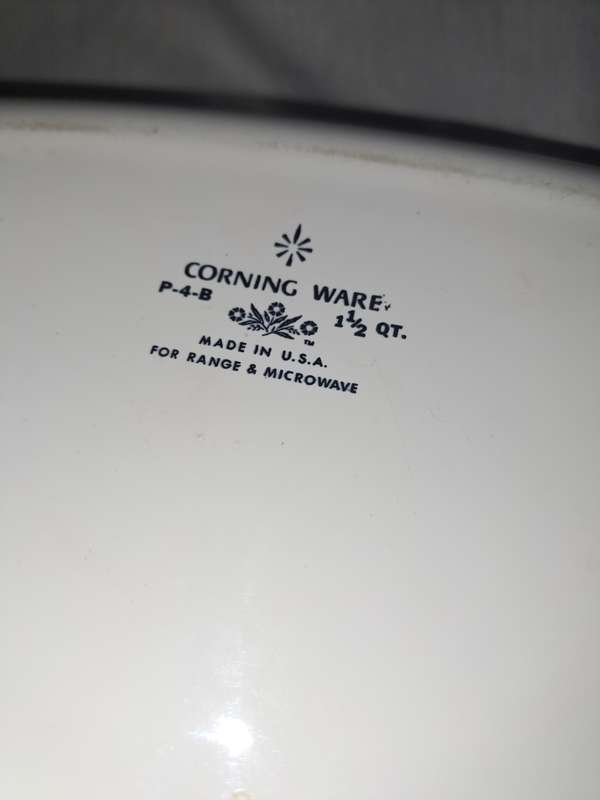 CORNING WARE
P-4-B 1 1/2 QT.
TM
MADE IN U.S.A.
FOR RANGE & MICROWAVE